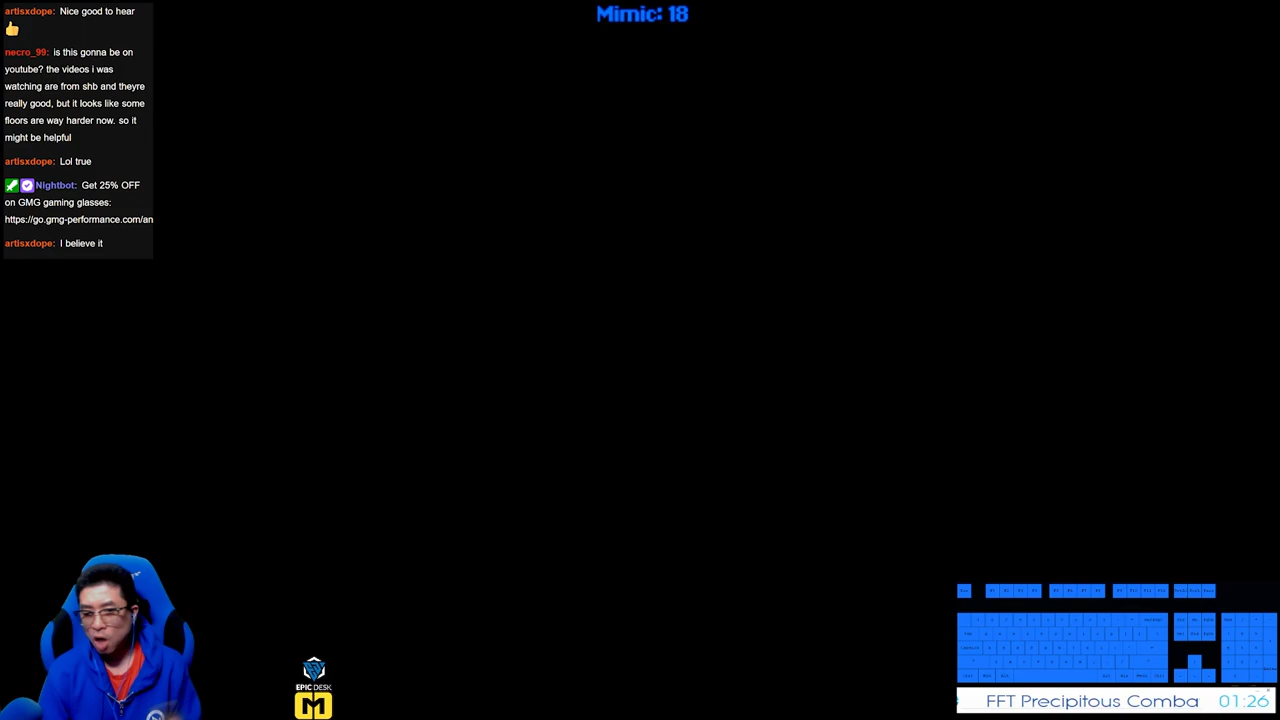 artisxdope: Nice good to hear
Mimic: 18
necro_99: is this gonna be on
youtube? the videos i was
watching are from shb and theyre
really good, but it looks like some
floors are way harder now. so it
might be helpful
artisxdope: Lol true
Nightbot: Get 25% OFF
on GMG gaming glasses:
https://go.gmg-performance.com/an
artisxdope: I believe it
EPIC DESK
M
FFT Precipitous Comba 01:26